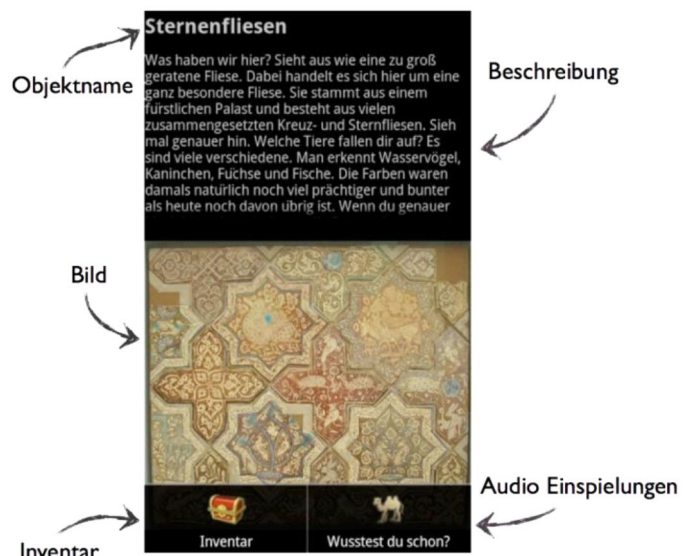 Sternenfliesen
Was haben wir hier? Sieht aus wie eine zu groß
geratene Fliese. Dabei handelt es sich hier um eine
ganz besondere Fliese. Sie stammt aus einem
fürstlichen Palast und besteht aus vielen
zusammengesetzten Kreuz- und Sternfliesen. Sieh
mal genauer hin. Welche Tiere fallen dir auf? Es
sind viele verschiedene. Man erkennt Wasservögel,
Kaninchen, Füchse und Fische. Die Farben waren
damals natürlich noch viel prächtiger und bunter
als heute noch davon übrig ist. Wenn du genauer
Objektname
Beschreibung
Bild
Audio Einspielungen
Inventar
Wusstest du schon?
Inventar